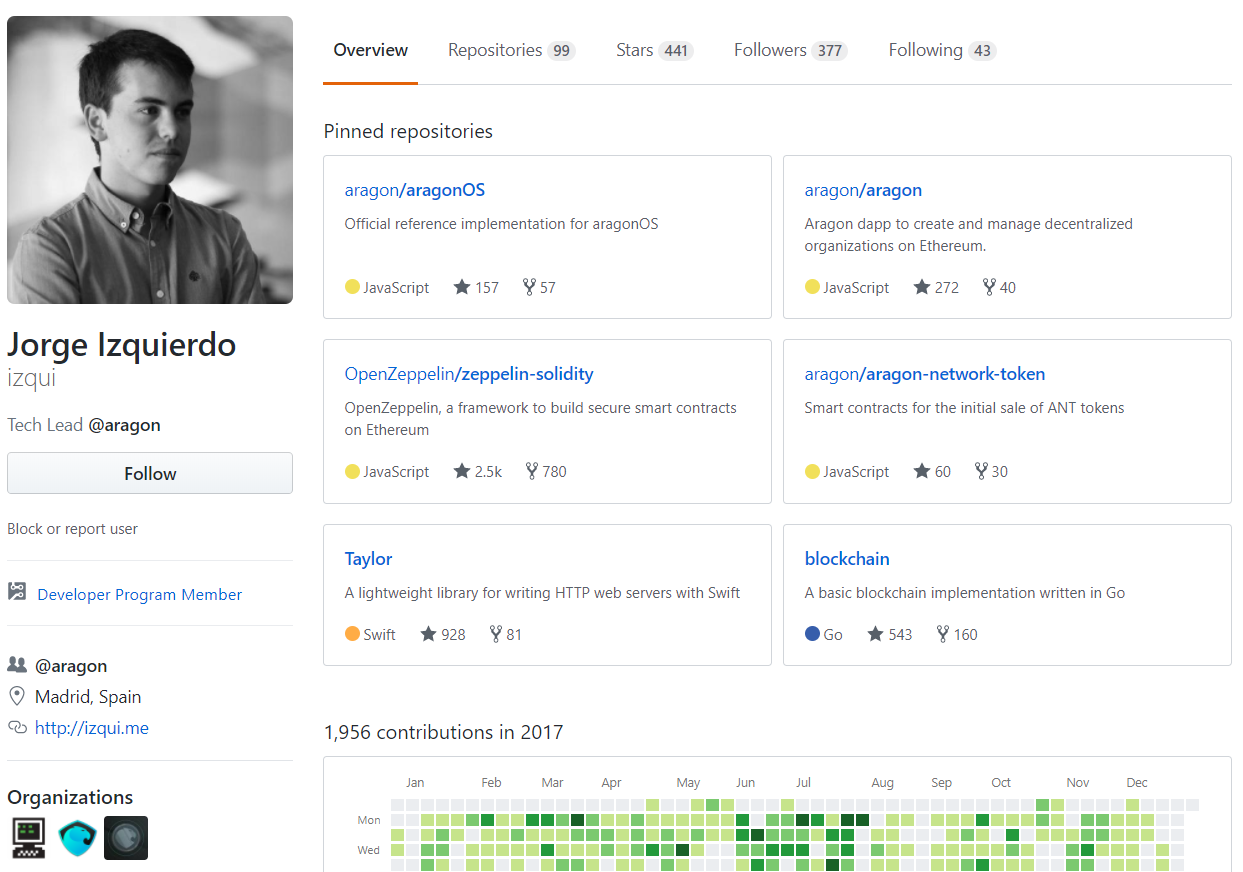 Overview Repositories 99 Stars 441 Followers 377 Following 43
Jorge Izquierdo
izqui
Tech Lead @aragon
Follow
Block or report user
Developer Program Member
@aragon
Madrid, Spain
http://izqui.me
Organizations
Pinned repositories
aragon/aragonOS
Official reference implementation for aragonOS
JavaScript 157 57
aragon/aragon
Aragon dapp to create and manage decentralized
organizations on Ethereum.
JavaScript 272 40
OpenZeppelin/zeppelin-solidity
OpenZeppelin, a framework to build secure smart contracts
on Ethereum
JavaScript 2.5k 780
aragon/aragon-network-token
Smart contracts for the initial sale of ANT tokens
JavaScript 60 30
Taylor
A lightweight library for writing HTTP web servers with Swift
Swift 928 81
blockchain
A basic blockchain implementation written in Go
Go 543 160
1,956 contributions in 2017
Jan Feb Mar Apr May Jun Jul Aug Sep Oct Nov Dec
Mon
Wed